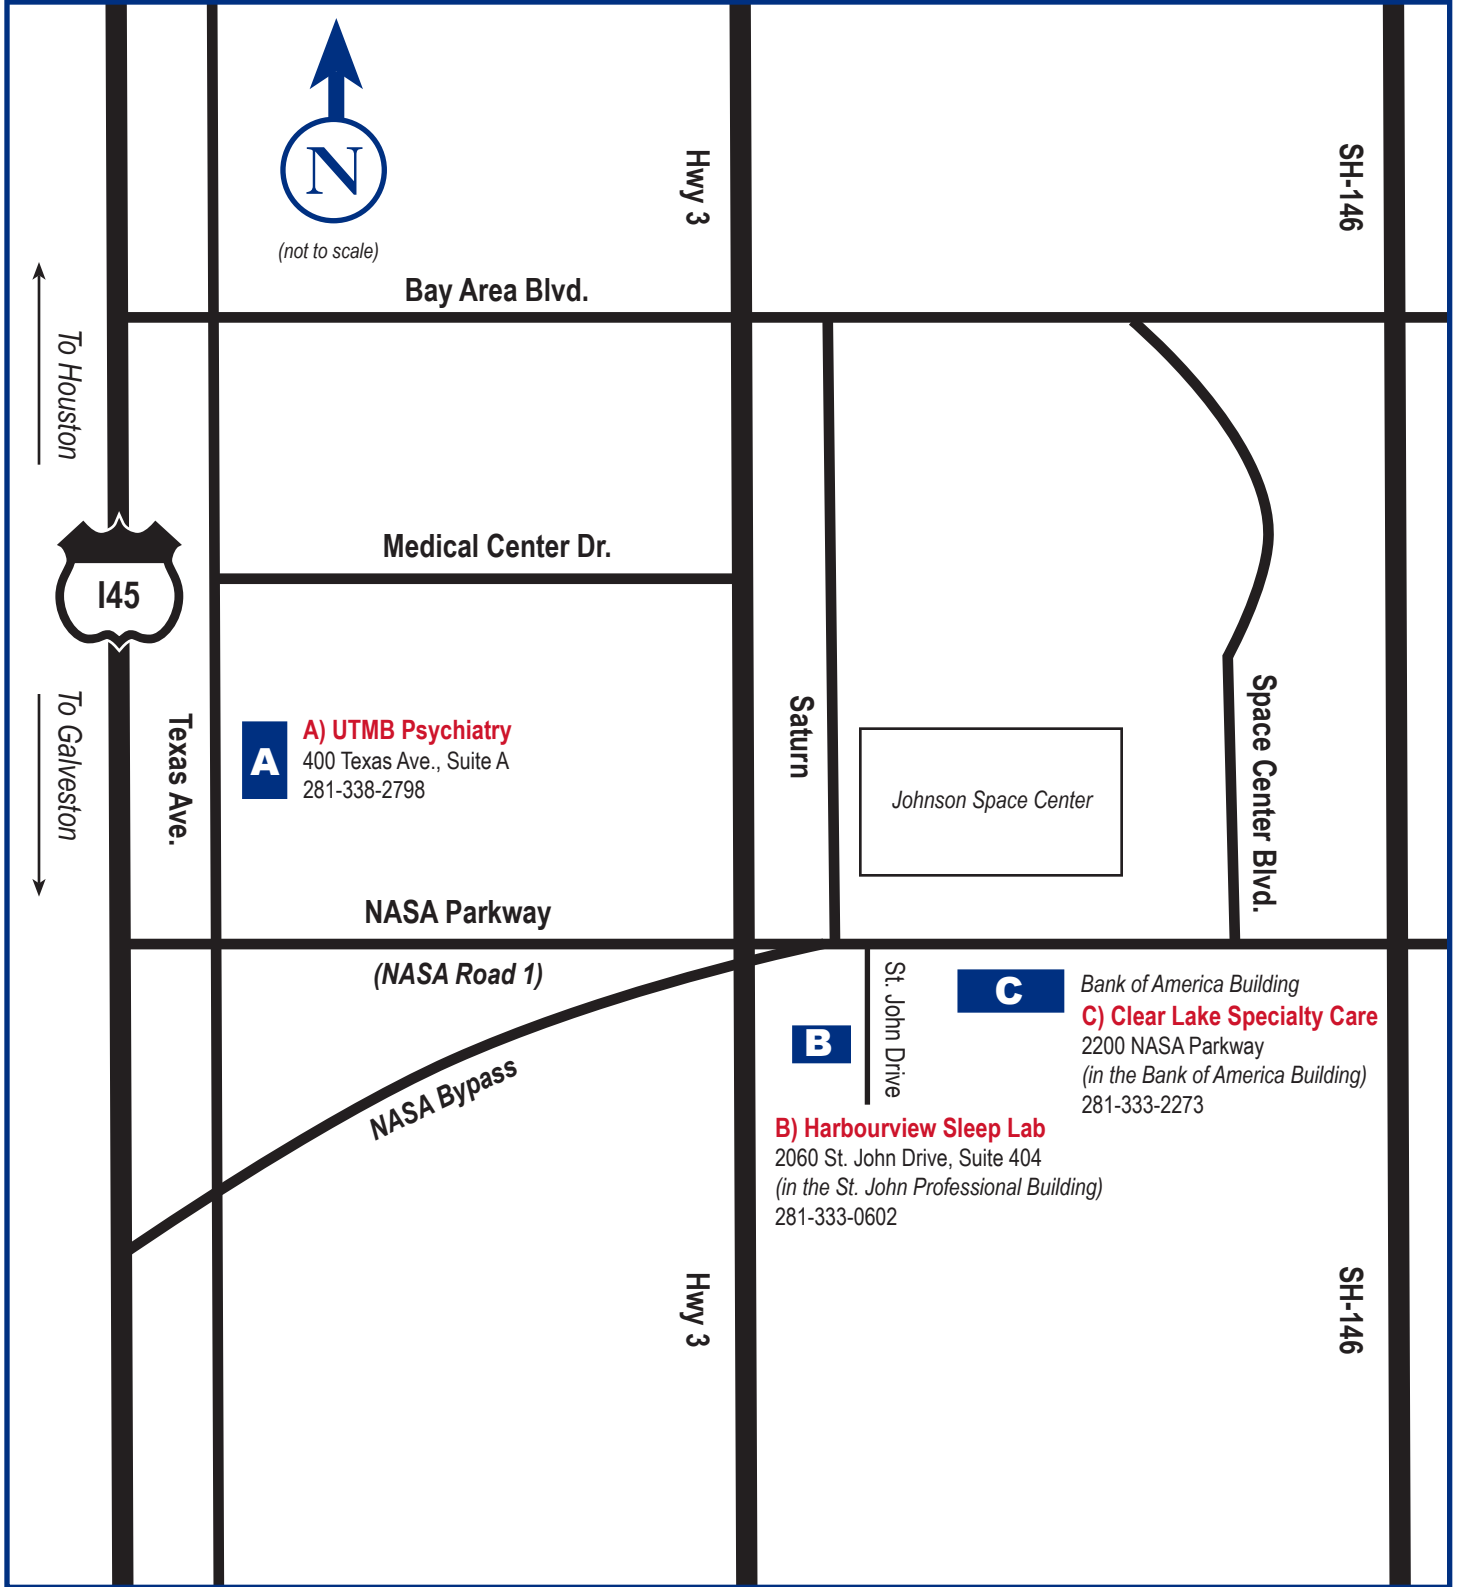 N
(not to scale)
Hwy 3
SH-146
Bay Area Blvd.
To Houston
Medical Center Dr.
I45
To Galveston
Texas Ave.
A
A) UTMB Psychiatry
400 Texas Ave., Suite A
281-338-2798
Saturn
Johnson Space Center
Space Center Blvd.
NASA Parkway
(NASA Road 1)
NASA Bypass
St. John Drive
B
B) Harbourview Sleep Lab
2060 St. John Drive, Suite 404
(in the St. John Professional Building)
281-333-0602
C
Bank of America Building
C) Clear Lake Specialty Care
2200 NASA Parkway
(in the Bank of America Building)
281-333-2273
Hwy 3
SH-146